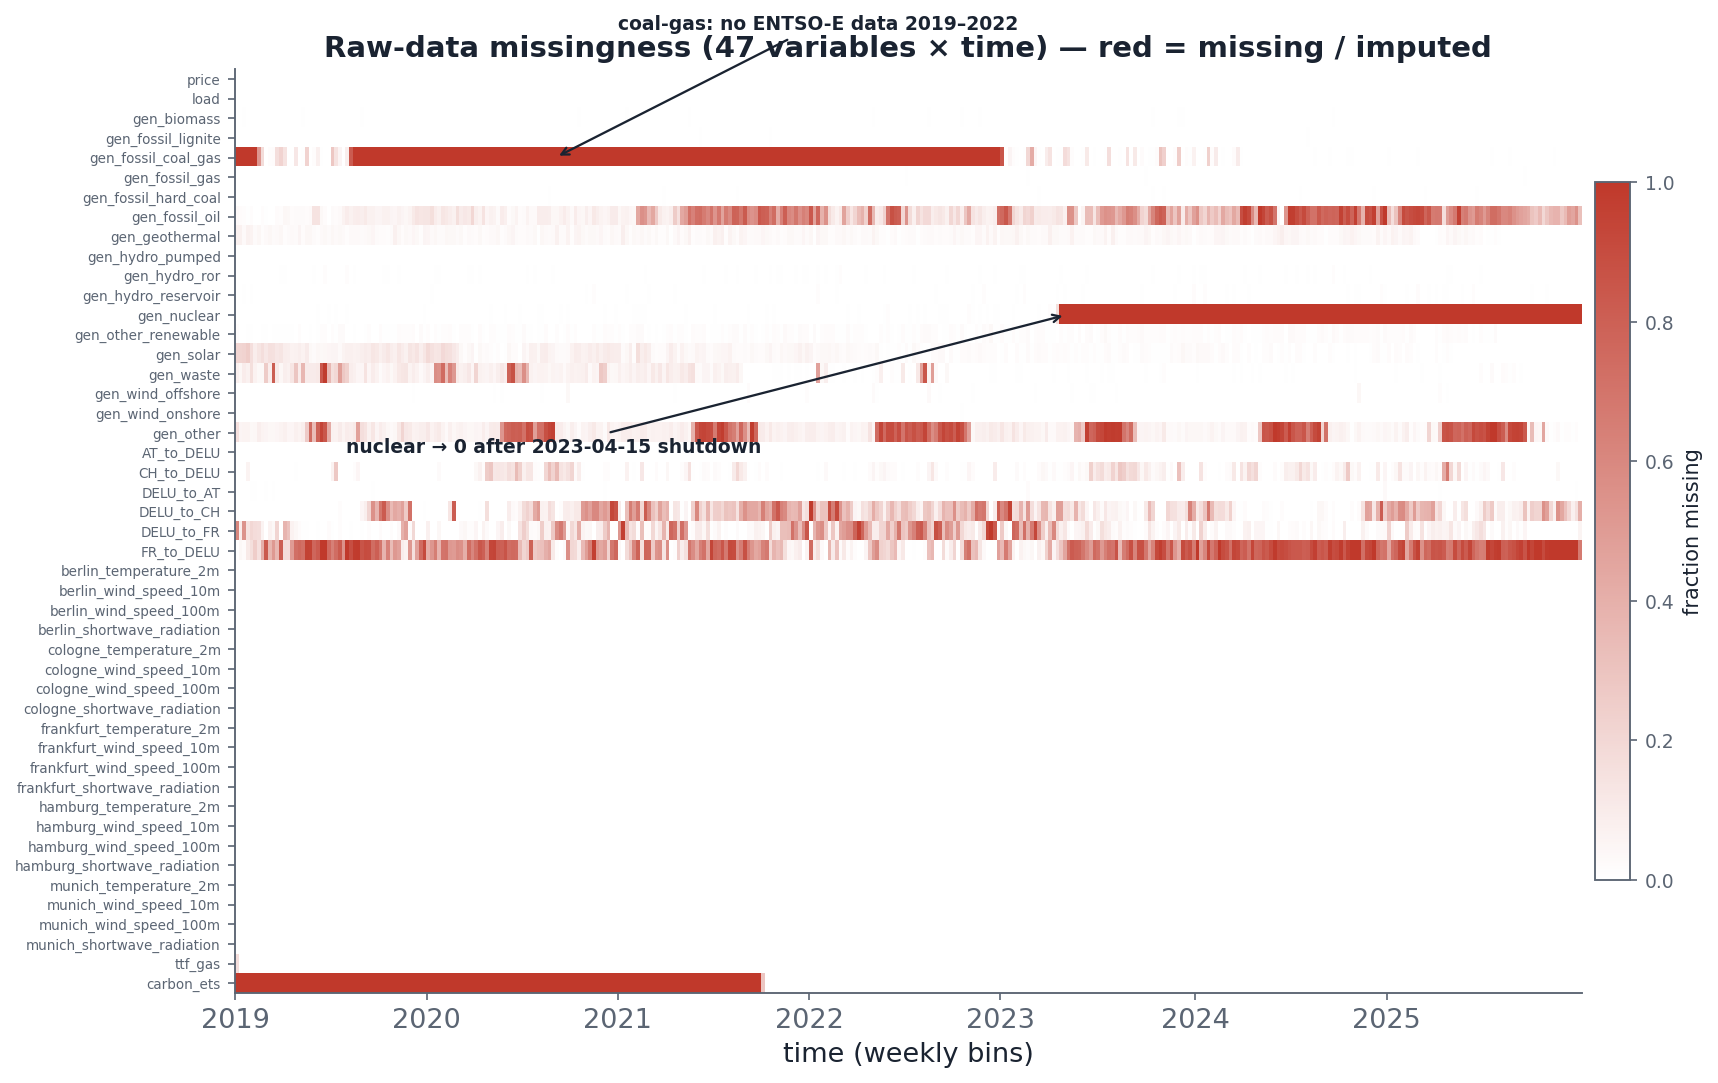 coal-gas: no ENTSO-E data 2019–2022
Raw-data missingness (47 variables × time) — red = missing / imputed
price
load
gen_biomass
gen_fossil_lignite
gen_fossil_coal_gas
gen_fossil_gas
gen_fossil_hard_coal
gen_fossil_oil
gen_geothermal
gen_hydro_pumped
gen_hydro_ror
gen_hydro_reservoir
gen_nuclear
gen_other_renewable
gen_solar
gen_waste
gen_wind_offshore
gen_wind_onshore
gen_other
nuclear → 0 after 2023-04-15 shutdown
AT_to_DELU
CH_to_DELU
DELU_to_AT
DELU_to_CH
DELU_to_FR
FR_to_DELU
berlin_temperature_2m
berlin_wind_speed_10m
berlin_wind_speed_100m
berlin_shortwave_radiation
cologne_temperature_2m
cologne_wind_speed_10m
cologne_wind_speed_100m
cologne_shortwave_radiation
frankfurt_temperature_2m
frankfurt_wind_speed_10m
frankfurt_wind_speed_100m
frankfurt_shortwave_radiation
hamburg_temperature_2m
hamburg_wind_speed_10m
hamburg_wind_speed_100m
hamburg_shortwave_radiation
munich_temperature_2m
munich_wind_speed_10m
munich_wind_speed_100m
munich_shortwave_radiation
ttf_gas
carbon_ets
2019 2020 2021 2022 2023 2024 2025
time (weekly bins)
1.0
0.8
0.6
0.4
0.2
0.0
fraction missing